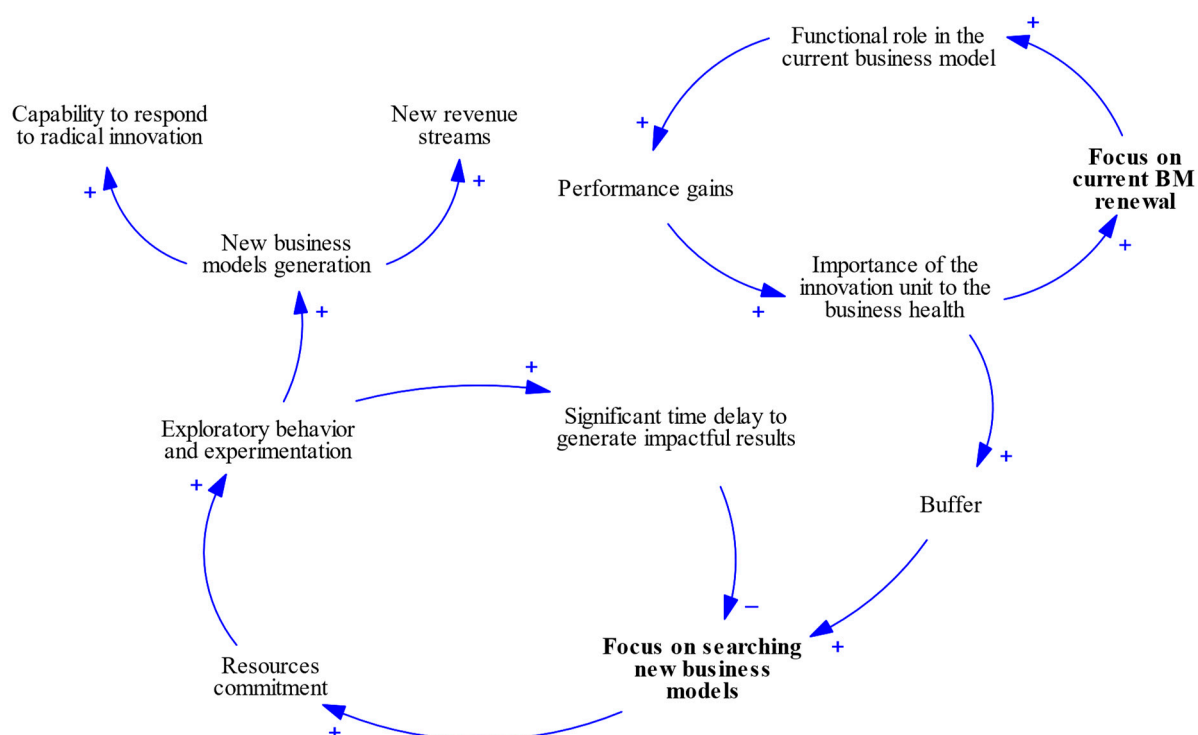 Functional role in the
current business model
+
Capability to respond
to radical innovation
+
New revenue
streams
+
+
Performance gains
Focus on
current BM
renewal
+
New business
models generation
+
Importance of the
innovation unit to the
business health
+
+
Exploratory behavior
and experimentation
+
+
Significant time delay to
generate impactful results
+
Buffer
–
+
Focus on searching
new business
models
Resources
commitment
+